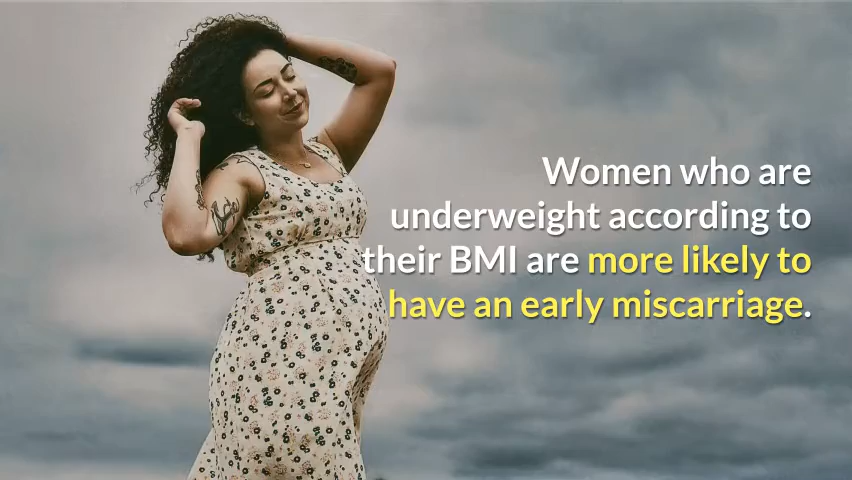 Women who are
underweight according to
their BMI are more likely to
have an early miscarriage.